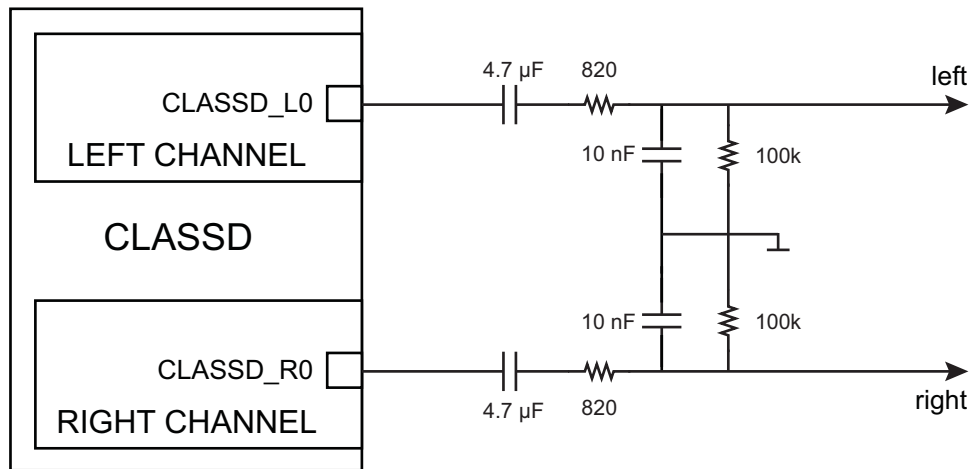 4.7 µF
820
left
CLASSD_L0
LEFT CHANNEL
10 nF
100k
CLASSD
10 nF
100k
CLASSD_R0
RIGHT CHANNEL
4.7 µF
820
right